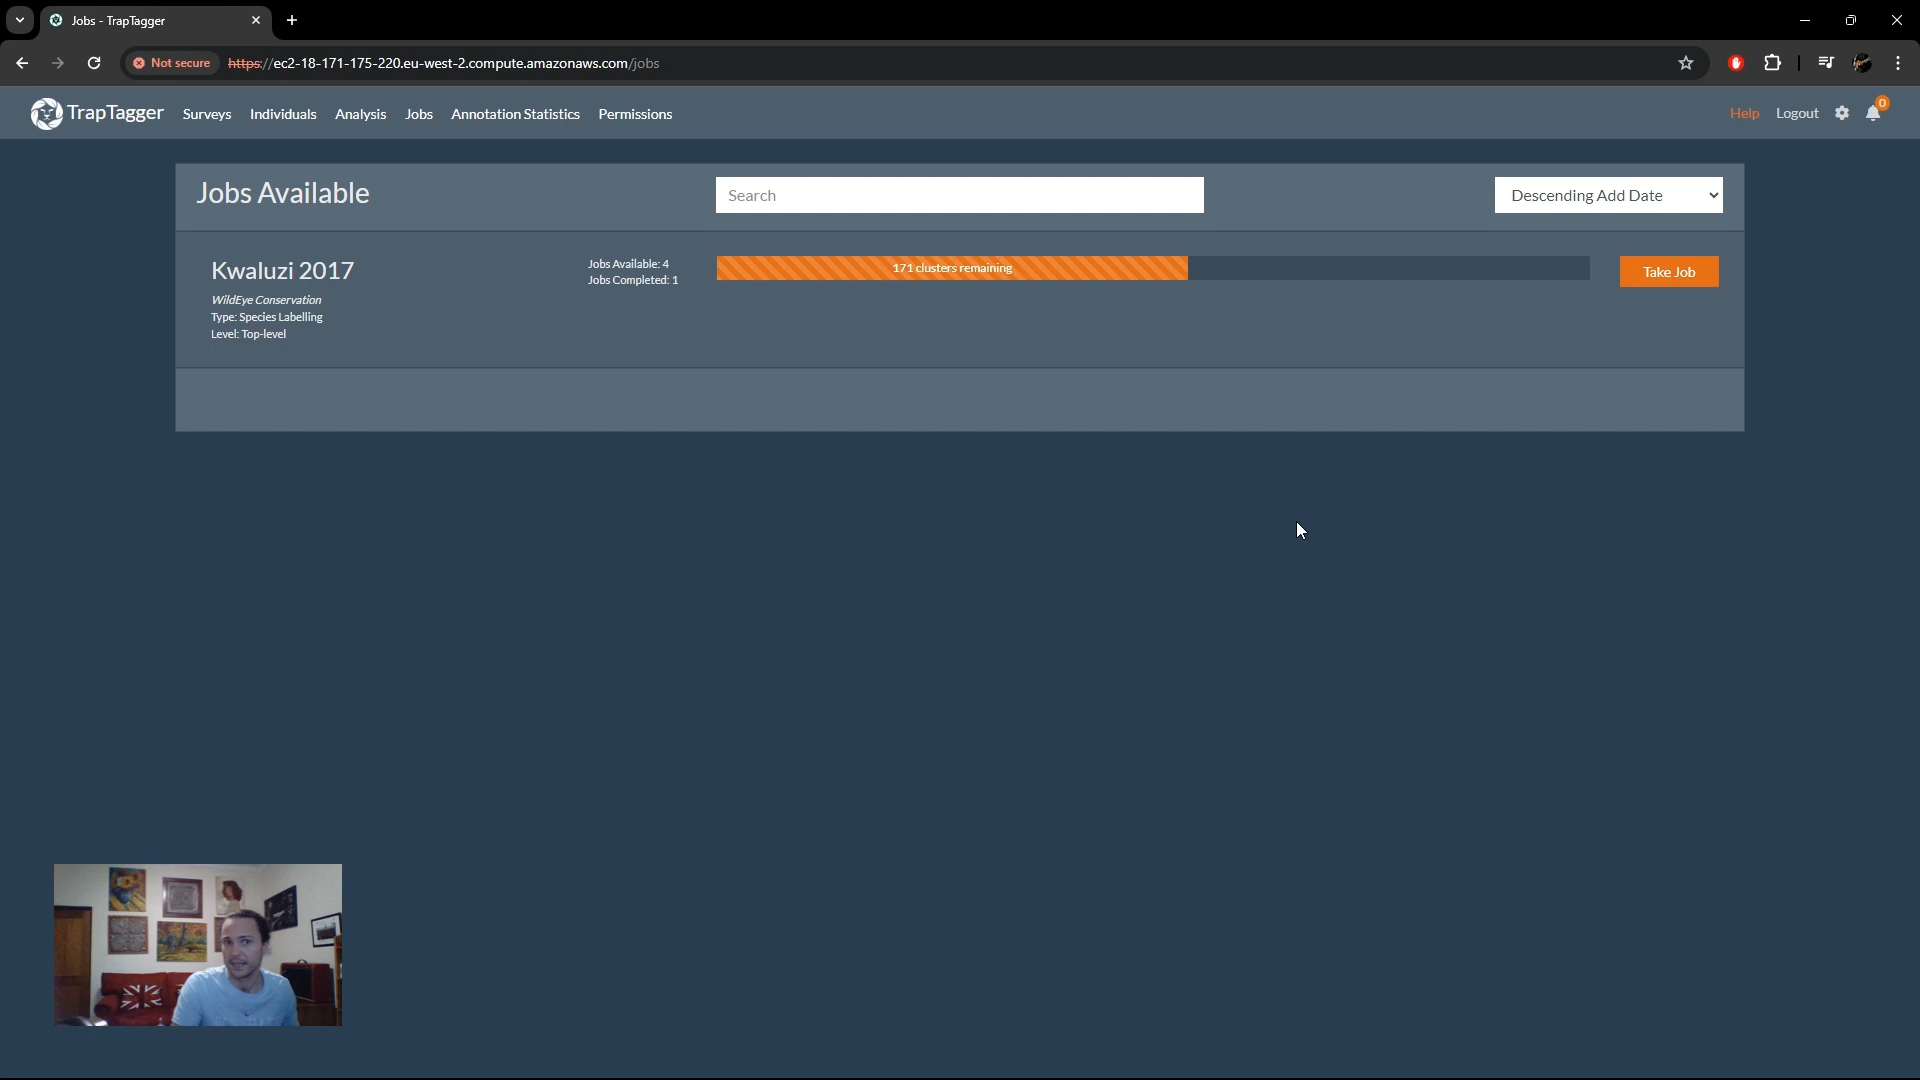 Jobs - TrapTagger
Not secure
https://ec2-18-171-175-220.eu-west-2.compute.amazonaws.com/jobs
TrapTagger
Surveys
Individuals
Analysis
Jobs
Annotation Statistics
Permissions
Help
Logout
0
Jobs Available
Search
Descending Add Date
Kwaluzi 2017
WildEye Conservation
Type: Species Labelling
Level: Top-level
Jobs Available: 4
Jobs Completed: 1
171 clusters remaining
Take Job